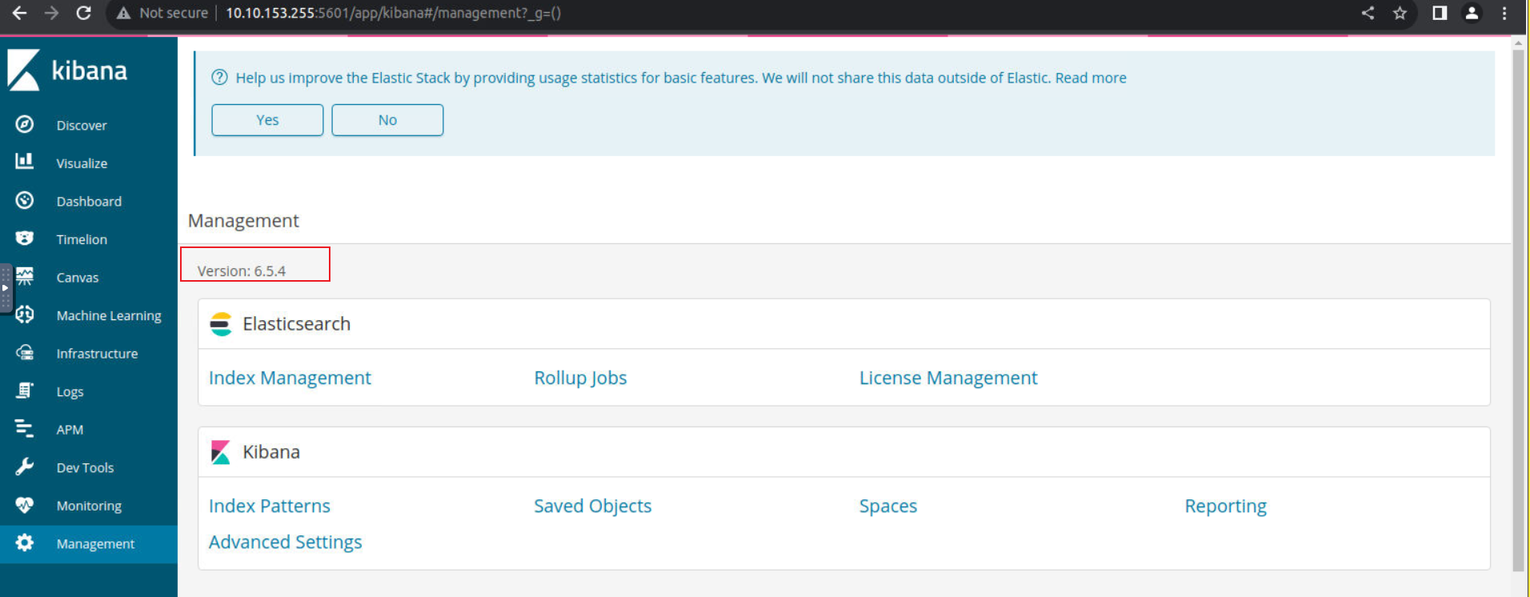 Not secure | 10.10.153.255:5601/app/kibana#/management?_g=()
kibana
Discover
Visualize
Dashboard
Timelion
Canvas
Machine Learning
Infrastructure
Logs
APM
Dev Tools
Monitoring
Management
Help us improve the Elastic Stack by providing usage statistics for basic features. We will not share this data outside of Elastic. Read more
Yes No
Management
Version: 6.5.4
Elasticsearch
Index Management Rollup Jobs License Management
Kibana
Index Patterns Saved Objects Spaces Reporting
Advanced Settings